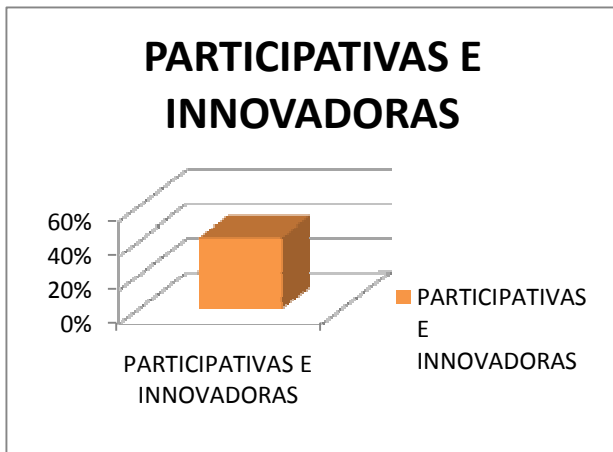 PARTICIPATIVAS E
INNOVADORAS
60%
40%
20%
0%
PARTICIPATIVAS E
INNOVADORAS
PARTICIPATIVAS
E
INNOVADORAS